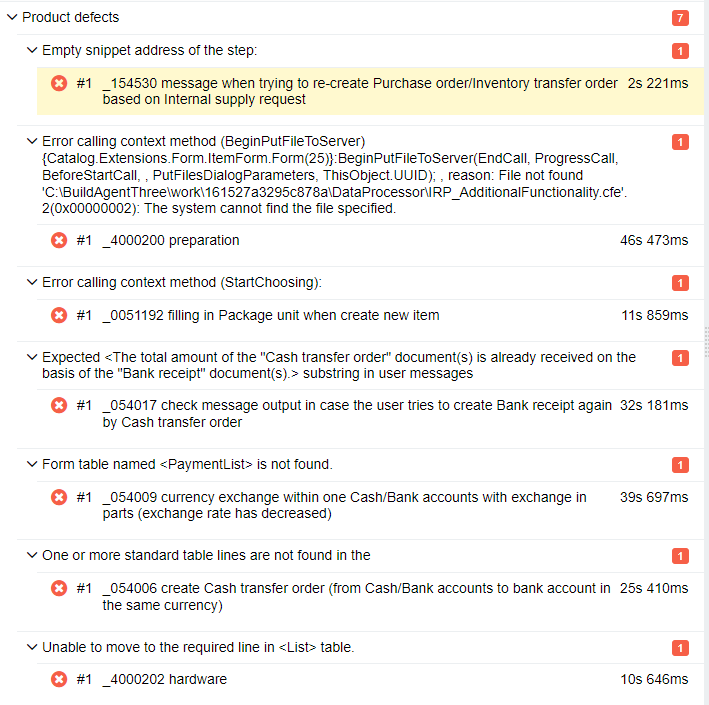 Product defects 7
Empty snippet address of the step: 1
#1 _154530 message when trying to re-create Purchase order/Inventory transfer order 2s 221ms
based on Internal supply request
Error calling context method (BeginPutFileToServer) 1
{Catalog.Extensions.Form.ItemForm.Form(25)}:BeginPutFileToServer(EndCall, ProgressCall,
BeforeStartCall, , PutFilesDialogParameters, ThisObject.UUID); , reason: File not found
'C:\BuildAgentThree\work\161527a3295c878a\DataProcessor\IRP_AdditionalFunctionality.cfe'.
2(0x00000002): The system cannot find the file specified.
#1 _4000200 preparation 46s 473ms
Error calling context method (StartChoosing): 1
#1 _0051192 filling in Package unit when create new item 11s 859ms
Expected <The total amount of the "Cash transfer order" document(s) is already received on the 1
basis of the "Bank receipt" document(s).> substring in user messages
#1 _054017 check message output in case the user tries to create Bank receipt again 32s 181ms
by Cash transfer order
Form table named <PaymentList> is not found. 1
#1 _054009 currency exchange within one Cash/Bank accounts with exchange in 39s 697ms
parts (exchange rate has decreased)
One or more standard table lines are not found in the 1
#1 _054006 create Cash transfer order (from Cash/Bank accounts to bank account in 25s 410ms
the same currency)
Unable to move to the required line in <List> table. 1
#1 _4000202 hardware 10s 646ms